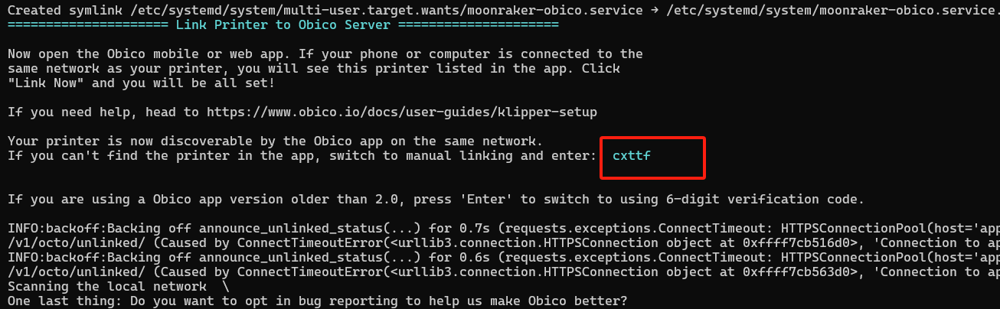 Created symlink /etc/systemd/system/multi-user.target.wants/moonraker-obico.service → /etc/systemd/system/moonraker-obico.service.
===================== Link Printer to Obico Server =====================
Now open the Obico mobile or web app. If your phone or computer is connected to the
same network as your printer, you will see this printer listed in the app. Click
"Link Now" and you will be all set!
If you need help, head to https://www.obico.io/docs/user-guides/klipper-setup
Your printer is now discoverable by the Obico app on the same network.
If you can't find the printer in the app, switch to manual linking and enter: cxttf
If you are using a Obico app version older than 2.0, press 'Enter' to switch to using 6-digit verification code.
INFO:backoff:Backing off announce_unlinked_status(...) for 0.7s (requests.exceptions.ConnectTimeout: HTTPSConnectionPool(host='app
/v1/octo/unlinked/ (Caused by ConnectTimeoutError(<urllib3.connection.HTTPSConnection object at 0xffff7cb516d0>, 'Connection to ap
INFO:backoff:Backing off announce_unlinked_status(...) for 0.6s (requests.exceptions.ConnectTimeout: HTTPSConnectionPool(host='app
/v1/octo/unlinked/ (Caused by ConnectTimeoutError(<urllib3.connection.HTTPSConnection object at 0xffff7cb563d0>, 'Connection to ap
Scanning the local network \
One last thing: Do you want to opt in bug reporting to help us make Obico better?